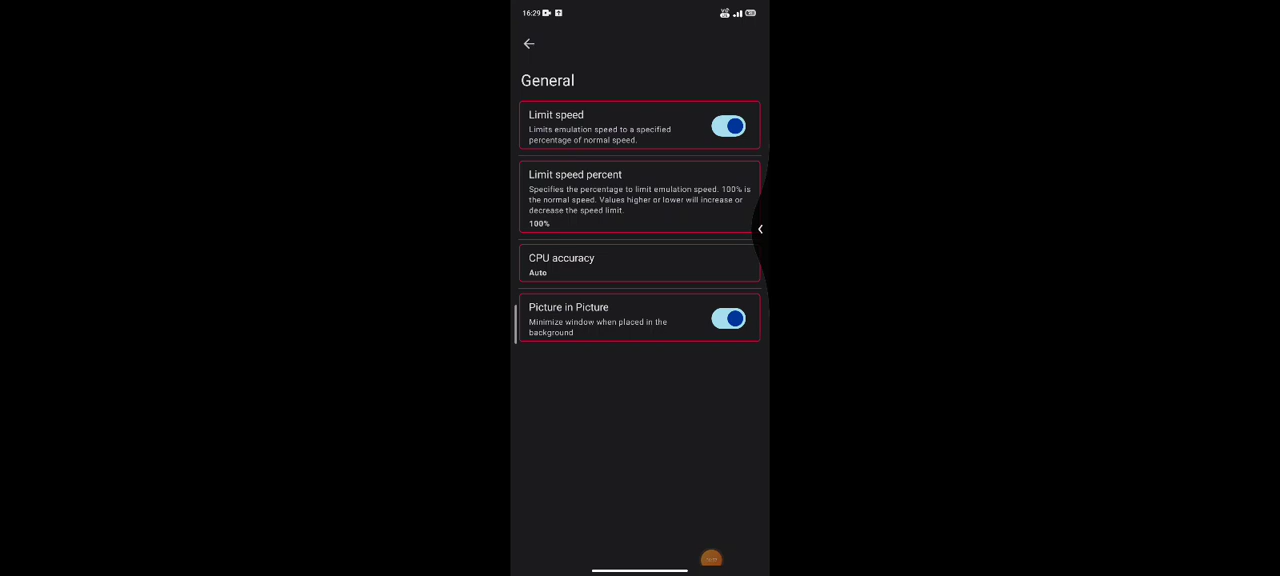 16:29
General
Limit speed
Limits emulation speed to a specified
percentage of normal speed.
Limit speed percent
Specifies the percentage to limit emulation speed. 100% is
the normal speed. Values higher or lower will increase or
decrease the speed limit.
100%
CPU accuracy
Auto
Picture in Picture
Minimize window when placed in the
background